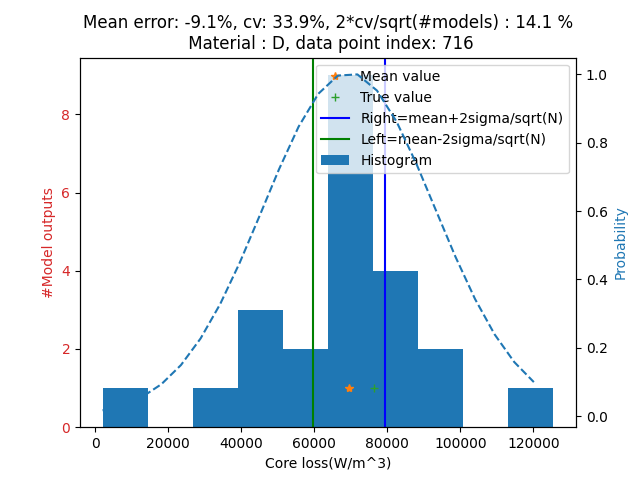 Mean error: -9.1%, cv: 33.9%, 2*cv/sqrt(#models) : 14.1 %
Material : D, data point index: 716
Mean value
True value
Right=mean+2sigma/sqrt(N)
Left=mean-2sigma/sqrt(N)
Histogram
#Model outputs
8
6
4
2
0
1.0
0.8
0.6
0.4
0.2
0.0
Probability
0 20000 40000 60000 80000 100000 120000
Core loss(W/m^3)